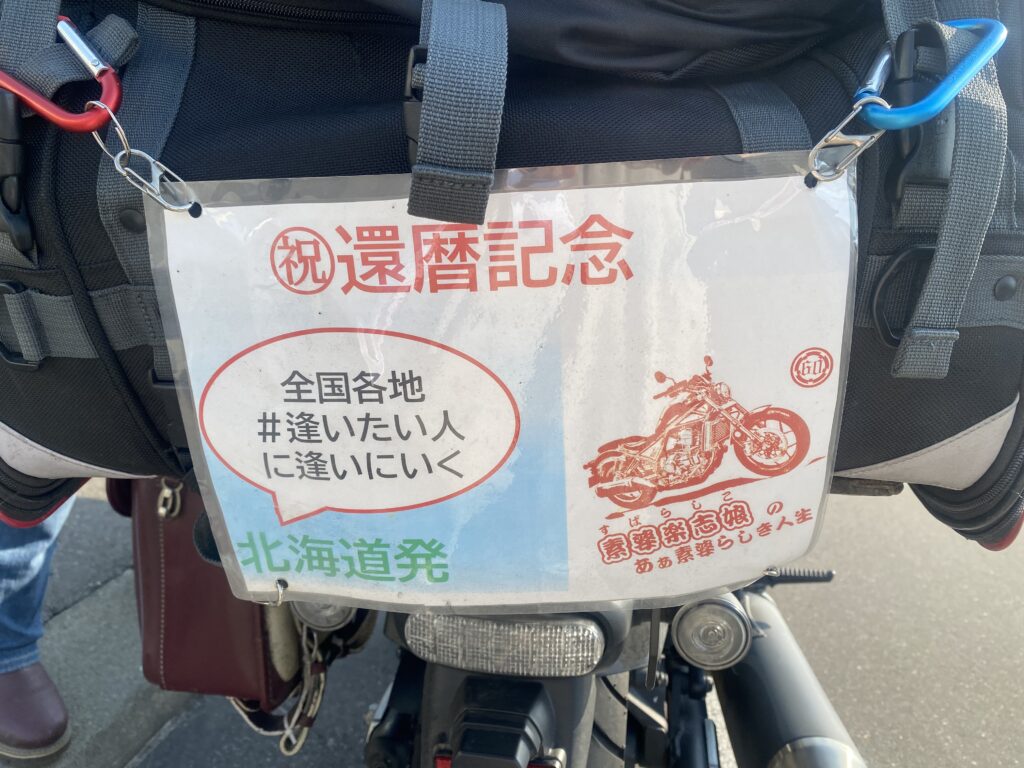 ㊗還暦記念
全国各地
#逢いたい人
に逢いにいく
北海道発
60
すばらしこ
素婆楽志娘の
あぁ素婆らしき人生